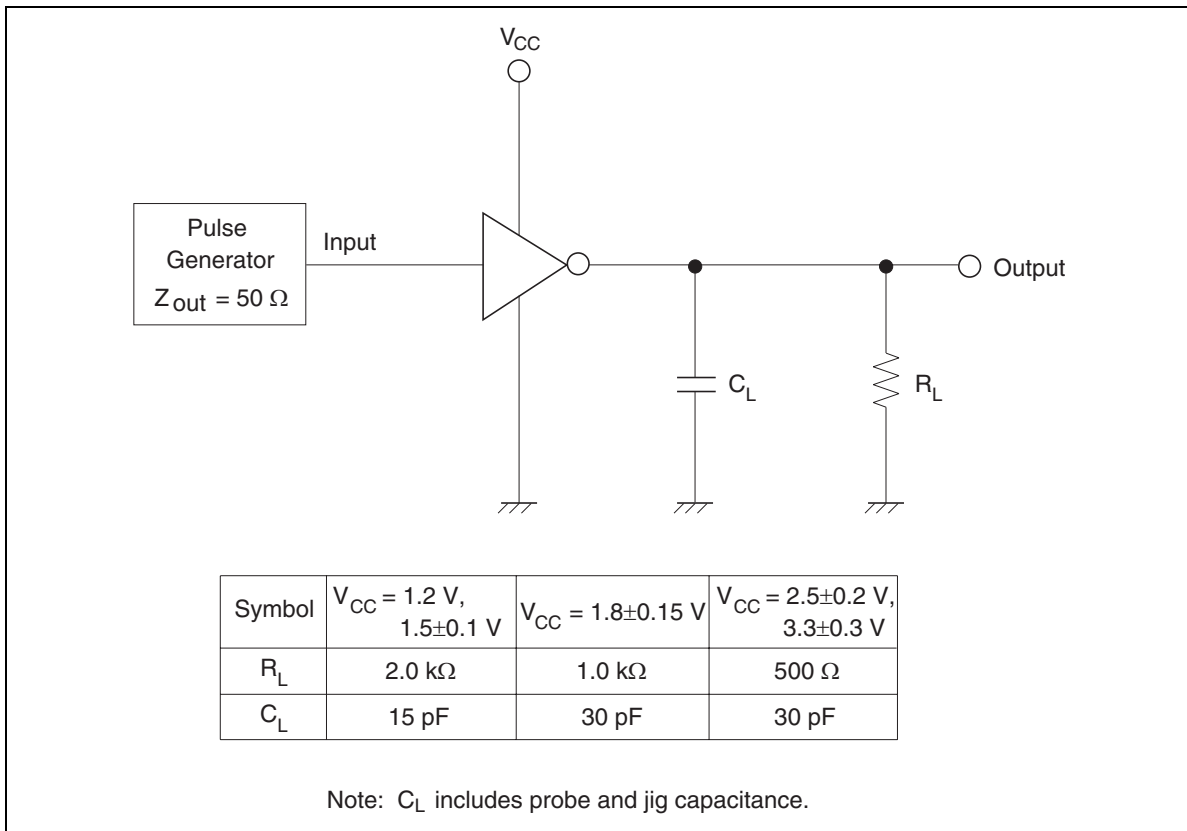 VCC
Pulse
Generator
Zout = 50 Ω
Input
Output
CL
RL
Symbol
VCC = 1.2 V,
1.5±0.1 V
VCC = 1.8±0.15 V
VCC = 2.5±0.2 V,
3.3±0.3 V
RL
2.0 kΩ
1.0 kΩ
500 Ω
CL
15 pF
30 pF
30 pF
Note: CL includes probe and jig capacitance.